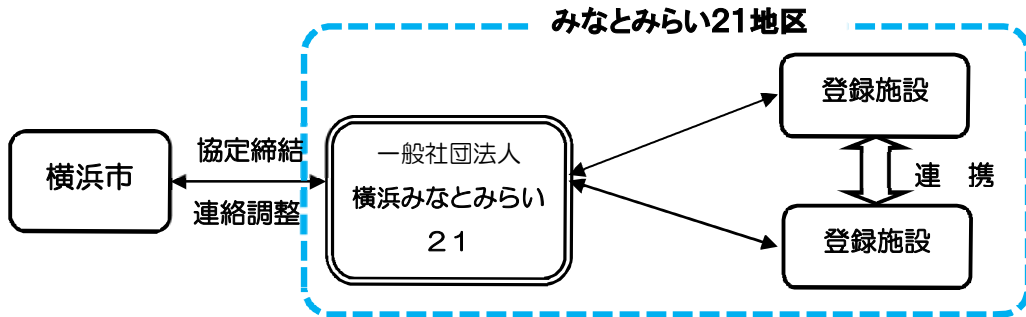 みなとみらい21地区
横浜市
協定締結
連絡調整
一般社団法人
横浜みなとみらい
２１
登録施設
連　携
登録施設